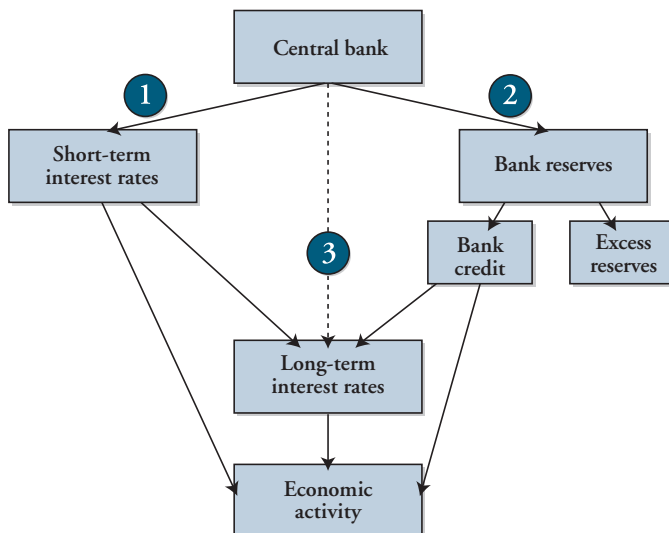 Central bank
1
2
Short-term
interest rates
Bank reserves
Bank
credit
Excess
reserves
3
Long-term
interest rates
Economic
activity